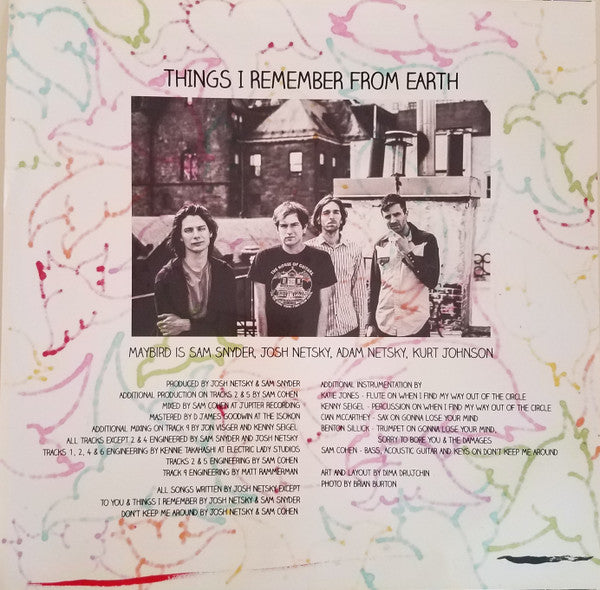 THINGS I REMEMBER FROM EARTH
THE HOUSE OF
MAYBIRD IS SAM SNYDER, JOSH NETSKY, ADAM NETSKY, KURT JOHNSON
PRODUCED BY JOSH NETSKY & SAM SNYDER
ADDITIONAL PRODUCTION ON TRACKS 2 & 5 BY SAM COHEN
MIXED BY SAM COHEN AT JUPITER RECORDING
MASTERED BY D.JAMES GOODWIN AT THE ISOKON
ADDITIONAL MIXING ON TRACK 9 BY JON VISGER AND KENNY SEIGEL
ALL TRACKS EXCEPT 2 & 4 ENGINEERED BY SAM SNYDER AND JOSH NETSKY
TRACKS 1, 2, 4 & 6 ENGINEERING BY KENNIE TAKAHASHI AT ELECTRIC LADY STUDIOS
TRACKS 2 & 5 ENGINEERING BY SAM COHEN
TRACK 9 ENGINEERING BY MATT RAMMERMAN
ALL SONGS WRITTEN BY JOSH NETSKY EXCEPT
TO YOU & THINGS I REMEMBER BY JOSH NETSKY & SAM SNYDER
DON'T KEEP ME AROUND BY JOSH NETSKY & SAM COHEN
ADDITIONAL INSTRUMENTATION BY
KATIE JONES - FLUTE ON WHEN I FIND MY WAY OUT OF THE CIRCLE
KENNY SEIGEL - PERCUSSION ON WHEN I FIND MY WAY OUT OF THE CIRCLE
CIAN MCCARTHEY - SAX ON GONNA LOSE YOUR MIND
BENTON SILLICK - TRUMPET ON GONNA LOSE YOUR MIND,
SORRY TO BORE YOU & THE DAMAGES
SAM COHEN - BASS, ACOUSTIC GUITAR AND KEYS ON DON'T KEEP ME AROUND
ART AND LAYOUT BY DIMA DRUJCHIN
PHOTO BY BRIAN BURTON